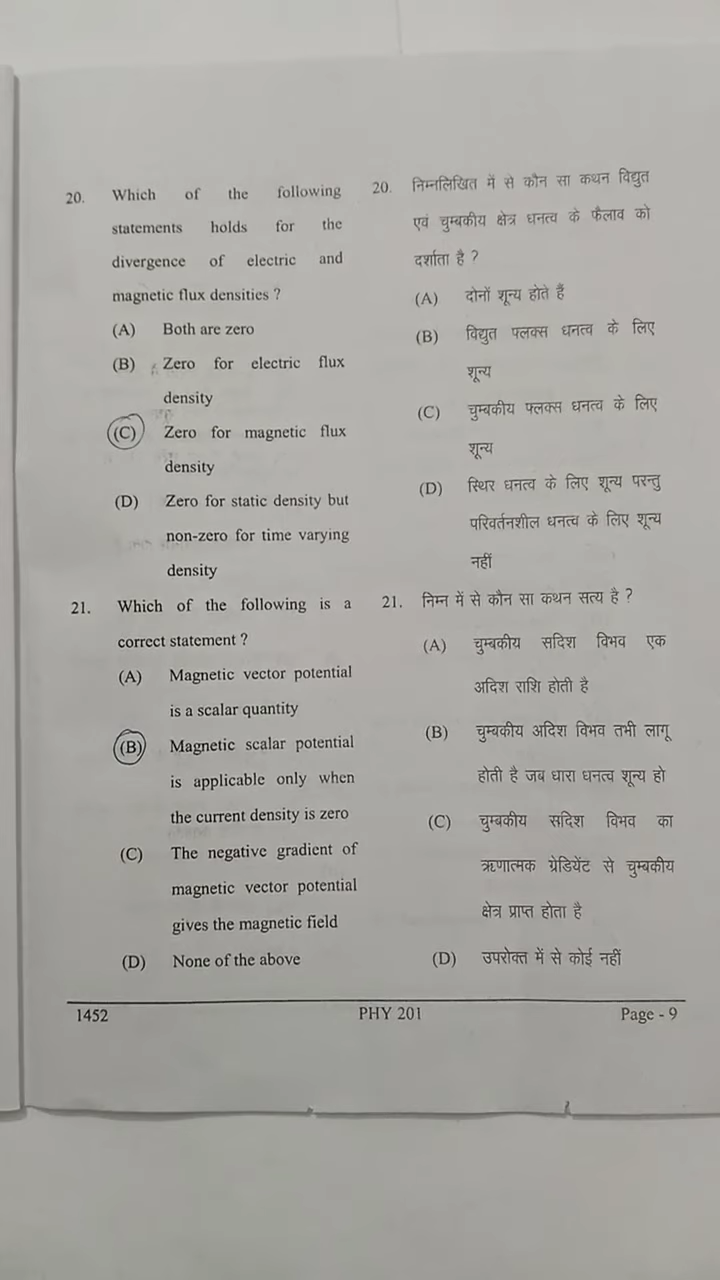 20. Which of the following
statements holds for the
divergence of electric and
magnetic flux densities ?
(A) Both are zero
(B) Zero for electric flux
density
(C) Zero for magnetic flux
density
(D) Zero for static density but
non-zero for time varying
density
21. Which of the following is a
correct statement ?
(A) Magnetic vector potential
is a scalar quantity
(B) Magnetic scalar potential
is applicable only when
the current density is zero
(C) The negative gradient of
magnetic vector potential
gives the magnetic field
(D) None of the above
20. निम्नलिखित में से कौन सा कथन विद्युत
एवं चुम्बकीय क्षेत्र धनत्व के फैलाव को
दर्शाता है ?
(A) दोनों शून्य होते हैं
(B) विद्युत फ्लक्स धनत्व के लिए
शून्य
(C) चुम्बकीय फ्लक्स धनत्व के लिए
शून्य
(D) स्थिर धनत्व के लिए शून्य परन्तु
परिवर्तनशील धनत्व के लिए शून्य
नहीं
21. निम्न में से कौन सा कथन सत्य है ?
(A) चुम्बकीय सदिश विभव एक
अदिश राशि होती है
(B) चुम्बकीय अदिश विभव तभी लागू
होती है जब धारा धनत्व शून्य हो
(C) चुम्बकीय सदिश विभव का
ऋणात्मक ग्रेडियेंट से चुम्बकीय
क्षेत्र प्राप्त होता है
(D) उपरोक्त में से कोई नहीं
1452 PHY 201 Page - 9